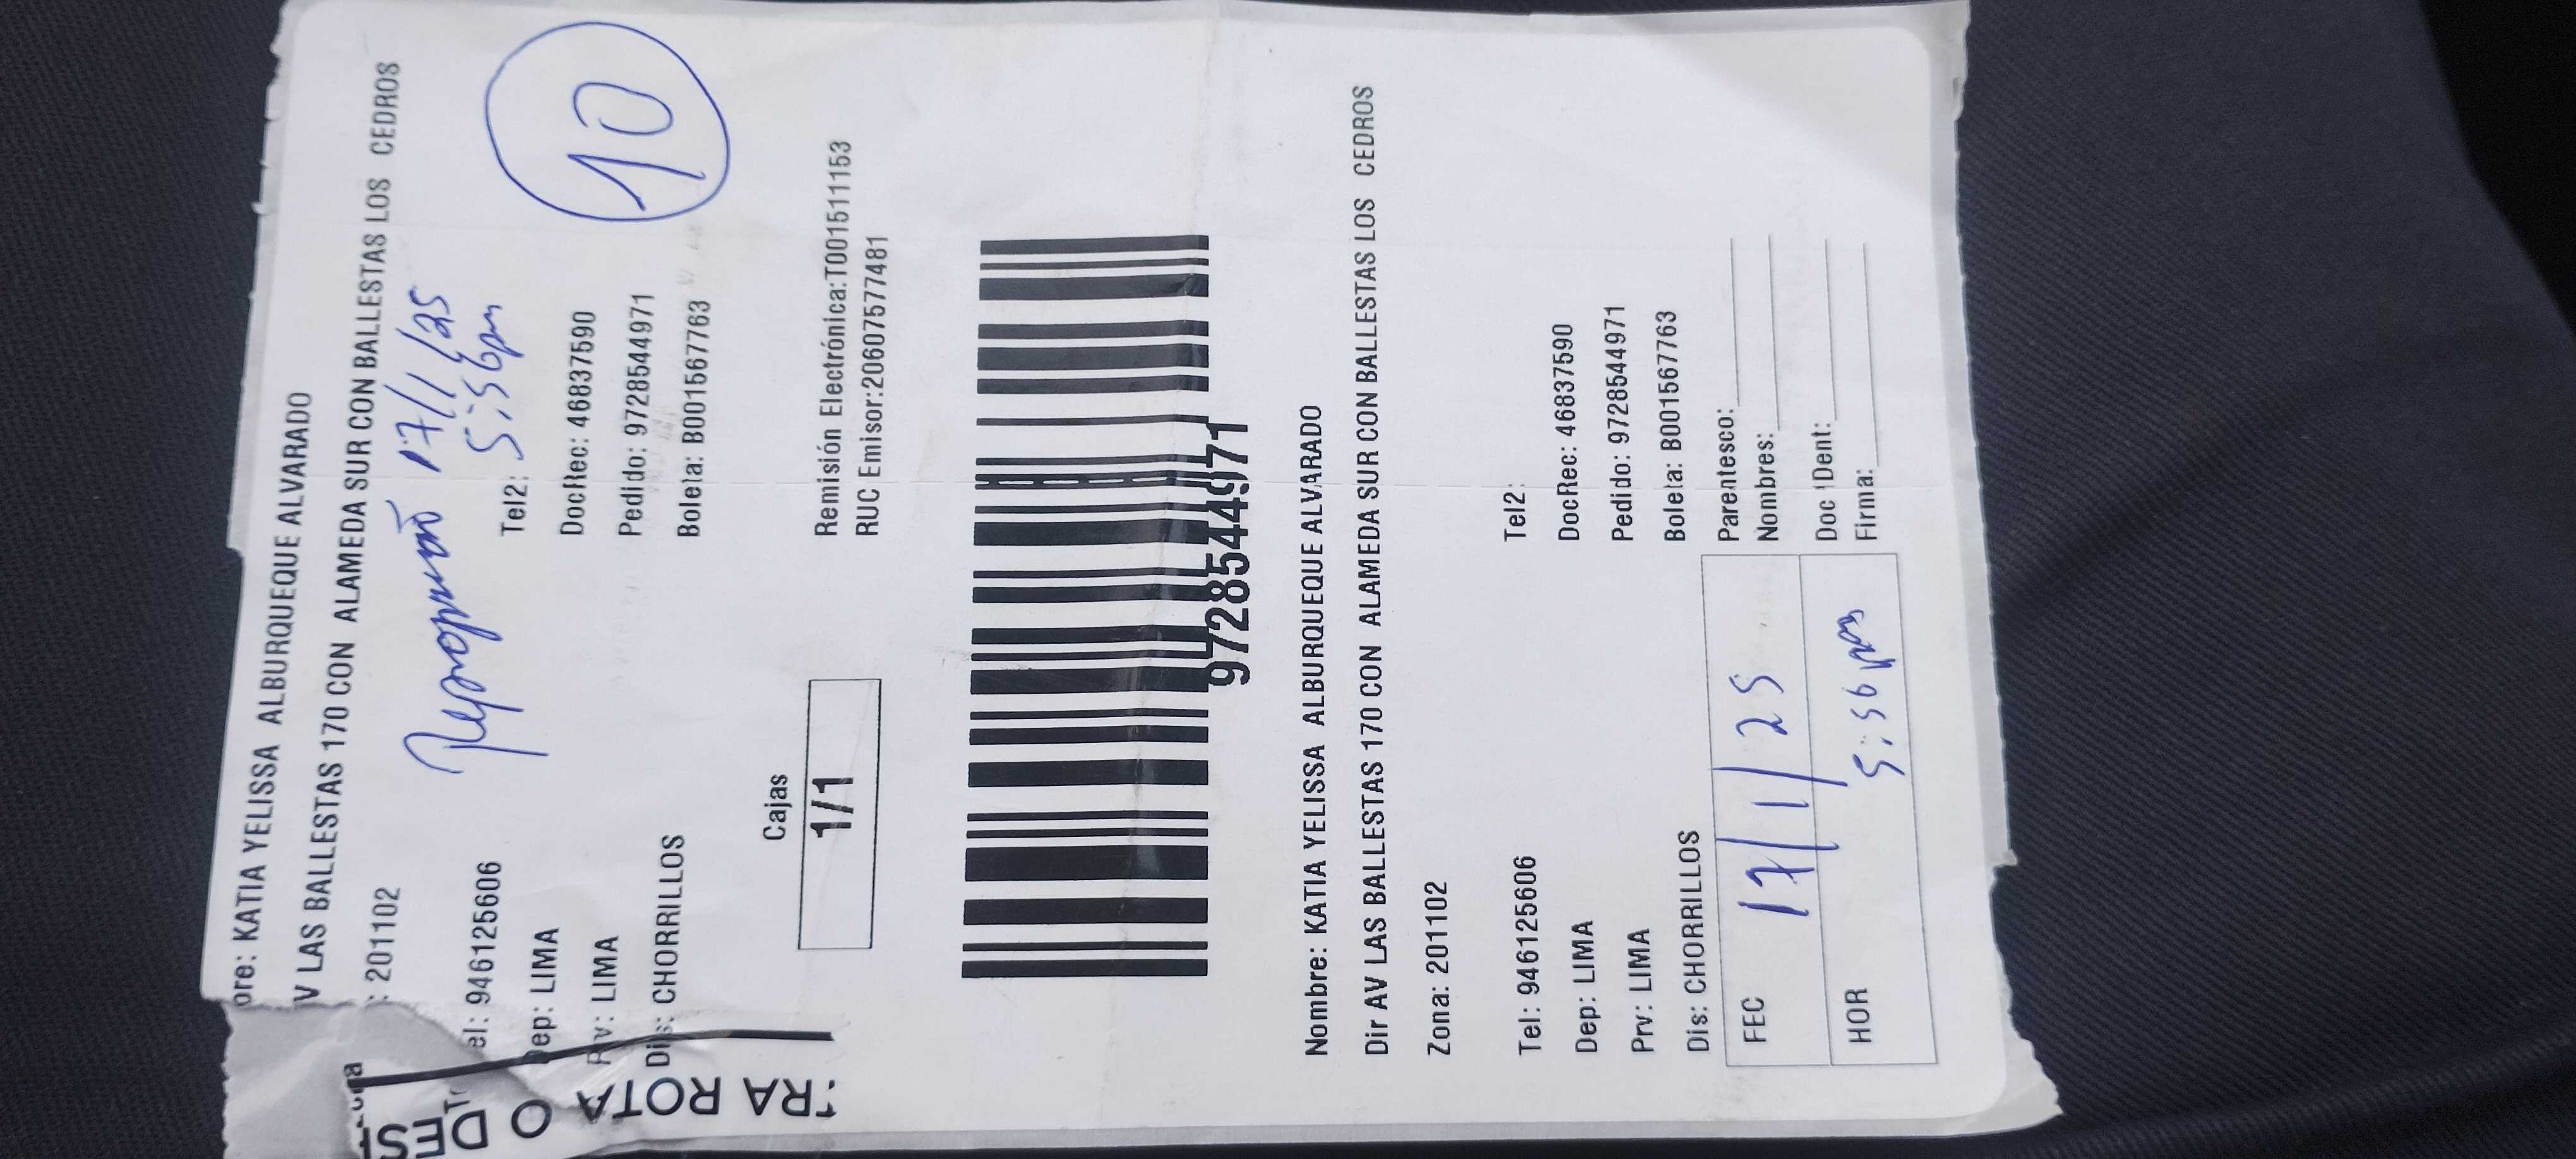 ore: KATIA YELISSA ALBURQUEQUE ALVARADO
V LAS BALLESTAS 170 CON ALAMEDA SUR CON BALLESTAS LOS CEDROS
: 201102
17/1/25
5:56pm
el: 946125606 Tel2:
ep: LIMA DocRec: 46837590
Prv: LIMA Pedido: 9728544971
Dis: CHORRILLOS Boleta: B001567763
10
Cajas
1/1
Remisión Electrónica:T001511153
RUC Emisor:20607577481
9728544971
Nombre: KATIA YELISSA ALBURQUEQUE ALVARADO
Dir AV LAS BALLESTAS 170 CON ALAMEDA SUR CON BALLESTAS LOS CEDROS
Zona: 201102
Tel: 946125606 Tel2:
Dep: LIMA DocRec: 46837590
Prv: LIMA Pedido: 9728544971
Dis: CHORRILLOS Boleta: B001567763
FEC 17/1/25 Parentesco:
Nombres:
HOR 5:56 pm Doc IDent:
Firma:
O
RA ROTA